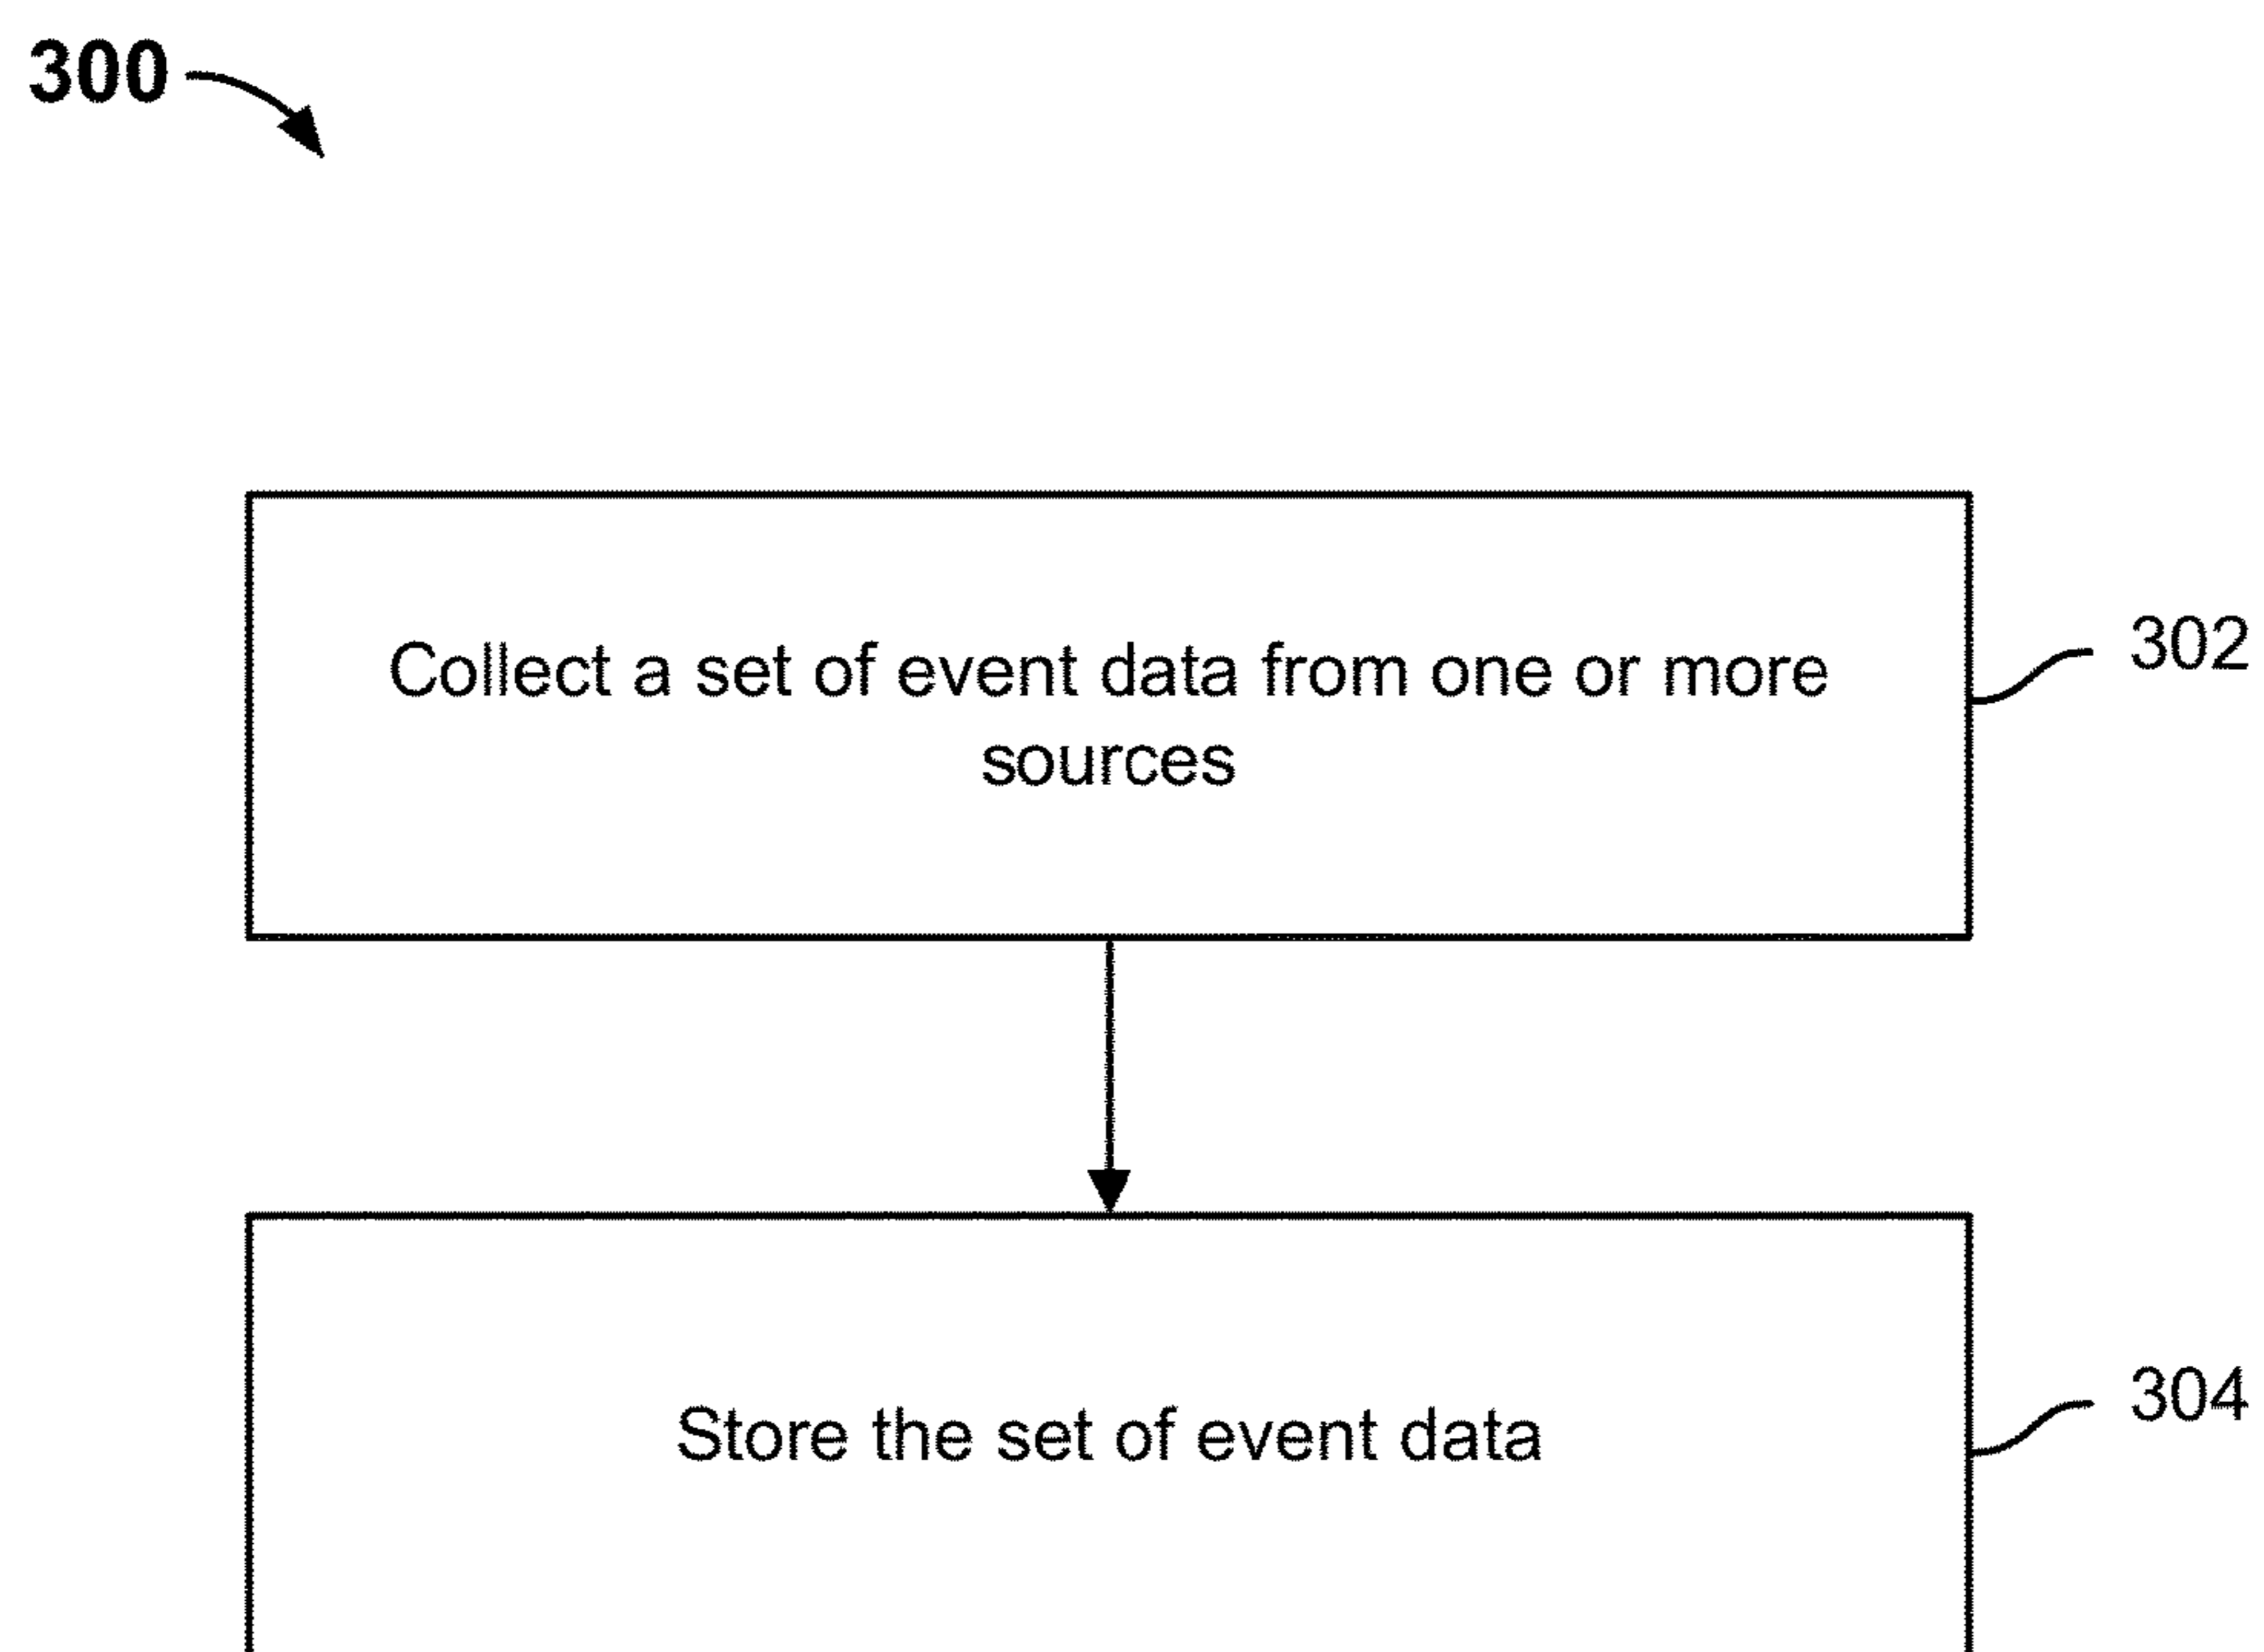 300
Collect a set of event data from one or more
sources
302
Store the set of event data
304